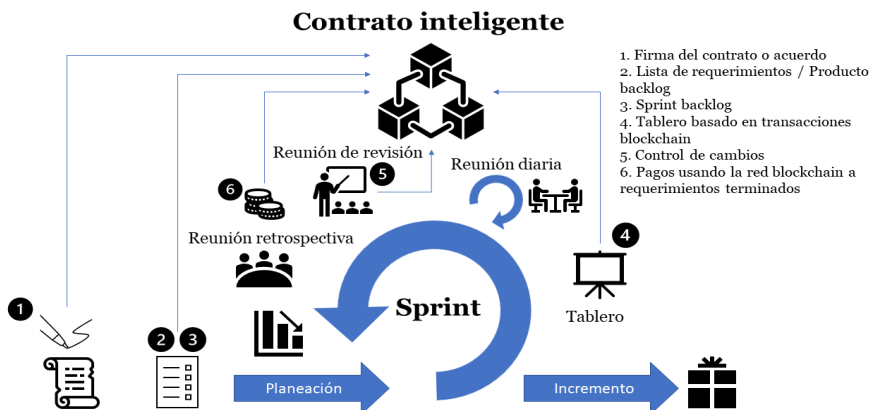 Contrato inteligente
1. Firma del contrato o acuerdo
2. Lista de requerimientos / Producto
backlog
3. Sprint backlog
4. Tablero basado en transacciones
blockchain
5. Control de cambios
6. Pagos usando la red blockchain a
requerimientos terminados
Reunión de revisión
Reunión diaria
5
6
Reunión retrospectiva
4
Sprint
Tablero
1
2 3
Planeación
Incremento